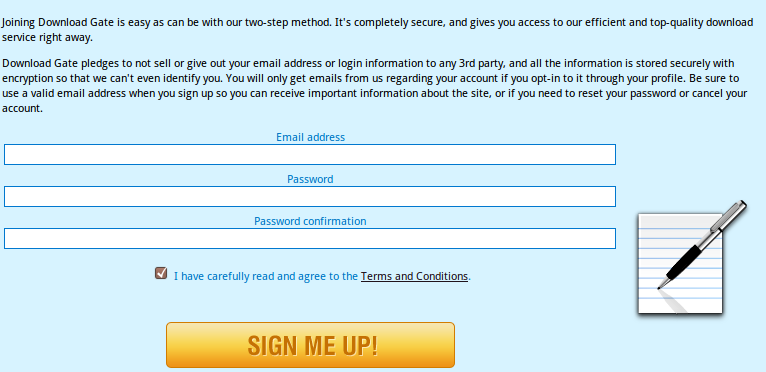 Joining Download Gate is easy as can be with our two-step method. It's completely secure, and gives you access to our efficient and top-quality download
service right away.
Download Gate pledges to not sell or give out your email address or login information to any 3rd party, and all the information is stored securely with
encryption so that we can't even identify you. You will only get emails from us regarding your account if you opt-in to it through your profile. Be sure to
use a valid email address when you sign up so you can receive important information about the site, or if you need to reset your password or cancel your
account.
Email address
Password
Password confirmation
I have carefully read and agree to the Terms and Conditions.
SIGN ME UP!